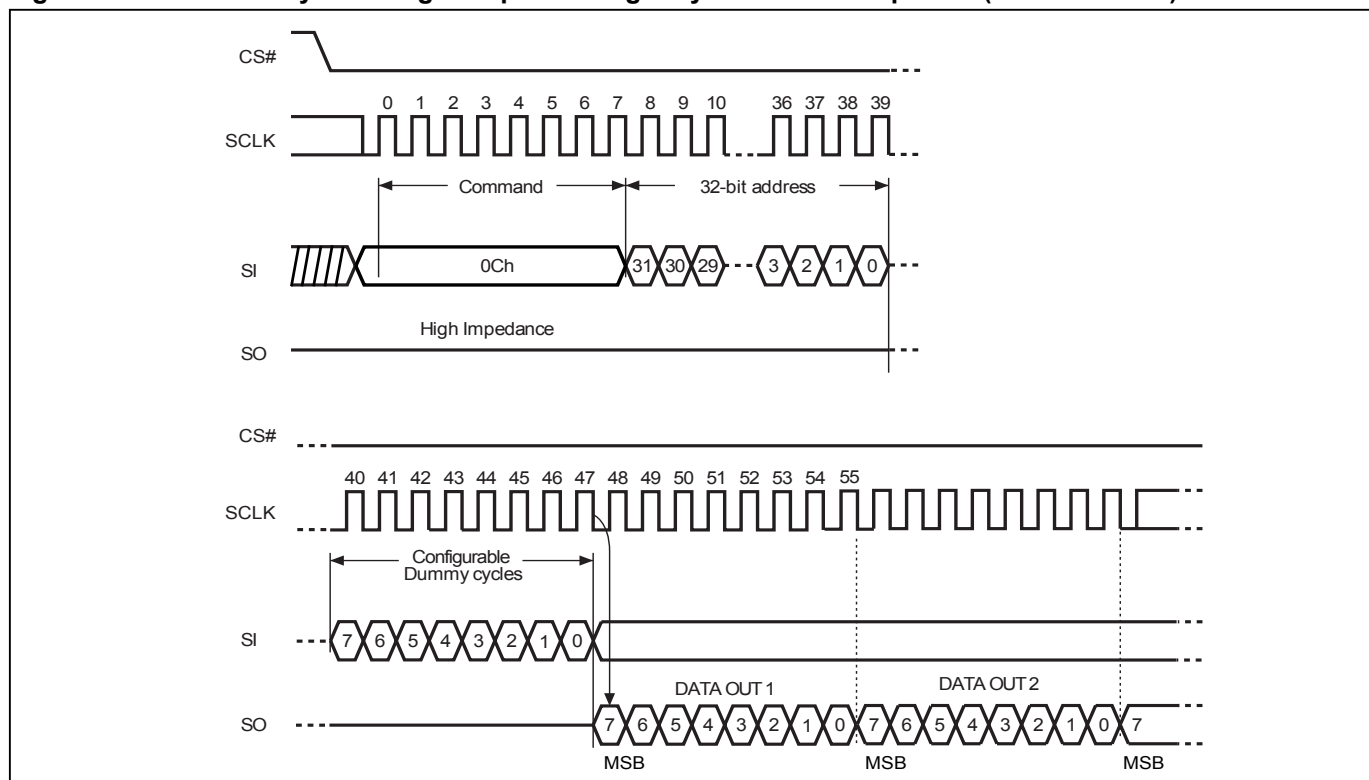 CS#
0 1 2 3 4 5 6 7 8 9 10 36 37 38 39
SCLK
Command 32-bit address
SI 0Ch 31 30 29 3 2 1 0
High Impedance
SO
CS#
40 41 42 43 44 45 46 47 48 49 50 51 52 53 54 55
SCLK
Configurable
Dummy cycles
SI 7 6 5 4 3 2 1 0
DATA OUT 1 DATA OUT 2
SO 7 6 5 4 3 2 1 0 7 6 5 4 3 2 1 0 7
MSB MSB MSB